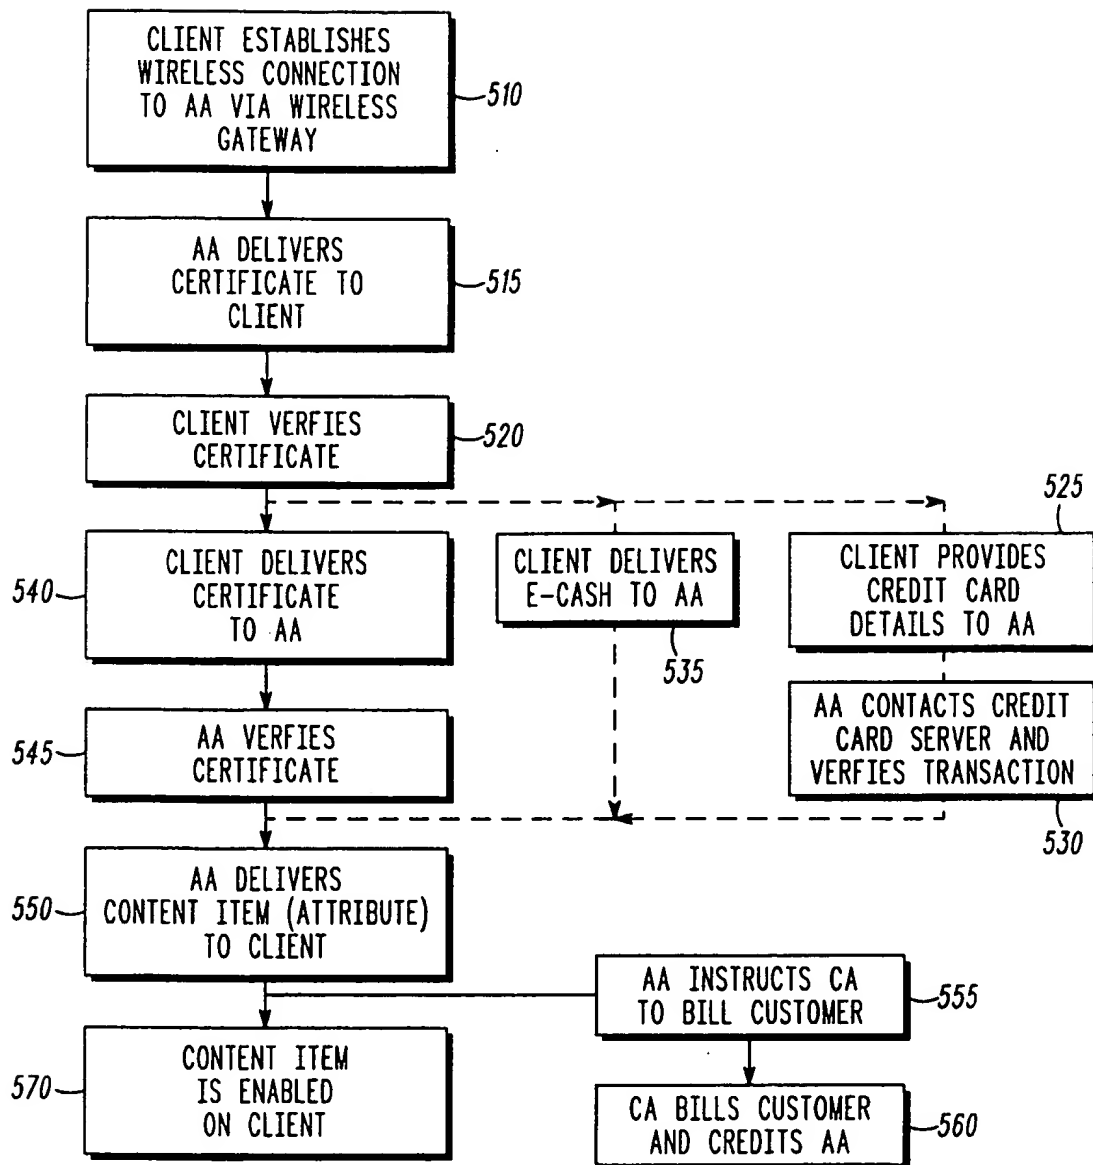 CLIENT ESTABLISHES
WIRELESS CONNECTION
TO AA VIA WIRELESS
GATEWAY
510
AA DELIVERS
CERTIFICATE TO
CLIENT
515
CLIENT VERFIES
CERTIFICATE
520
540
CLIENT DELIVERS
CERTIFICATE
TO AA
CLIENT DELIVERS
E-CASH TO AA
535
525
CLIENT PROVIDES
CREDIT CARD
DETAILS TO AA
545
AA VERFIES
CERTIFICATE
AA CONTACTS CREDIT
CARD SERVER AND
VERFIES TRANSACTION
530
550
AA DELIVERS
CONTENT ITEM (ATTRIBUTE)
TO CLIENT
AA INSTRUCTS CA
TO BILL CUSTOMER
555
570
CONTENT ITEM
IS ENABLED
ON CLIENT
CA BILLS CUSTOMER
AND CREDITS AA
560